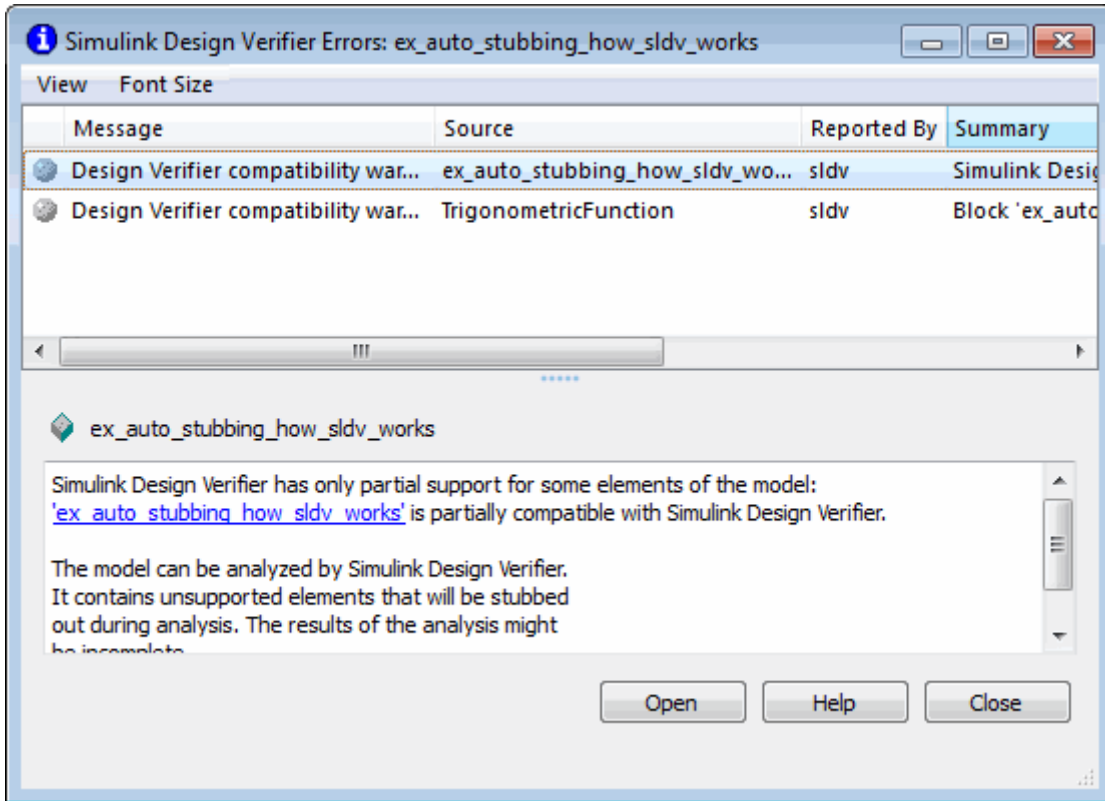 Simulink Design Verifier Errors: ex_auto_stubbing_how_sldv_works
View Font Size
Message Source Reported By Summary
Design Verifier compatibility war... ex_auto_stubbing_how_sldv_wo... sldv Simulink Desig
Design Verifier compatibility war... TrigonometricFunction sldv Block 'ex_auto
ex_auto_stubbing_how_sldv_works
Simulink Design Verifier has only partial support for some elements of the model:
'ex_auto_stubbing_how_sldv_works' is partially compatible with Simulink Design Verifier.
The model can be analyzed by Simulink Design Verifier.
It contains unsupported elements that will be stubbed
out during analysis. The results of the analysis might
be incomplete
Open Help Close